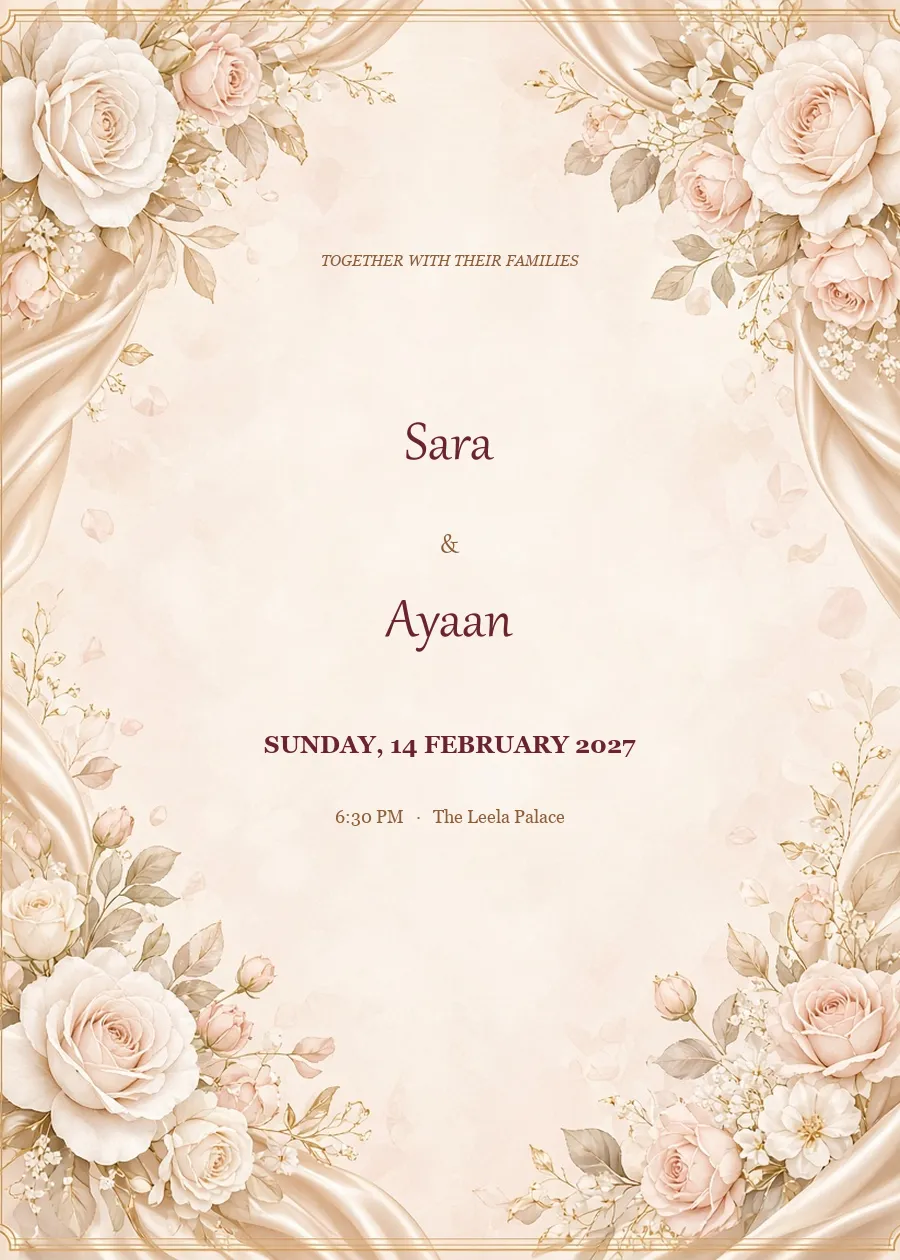 TOGETHER WITH THEIR FAMILIES
Sara
&
Ayaan
SUNDAY, 14 FEBRUARY 2027
6:30 PM · The Leela Palace